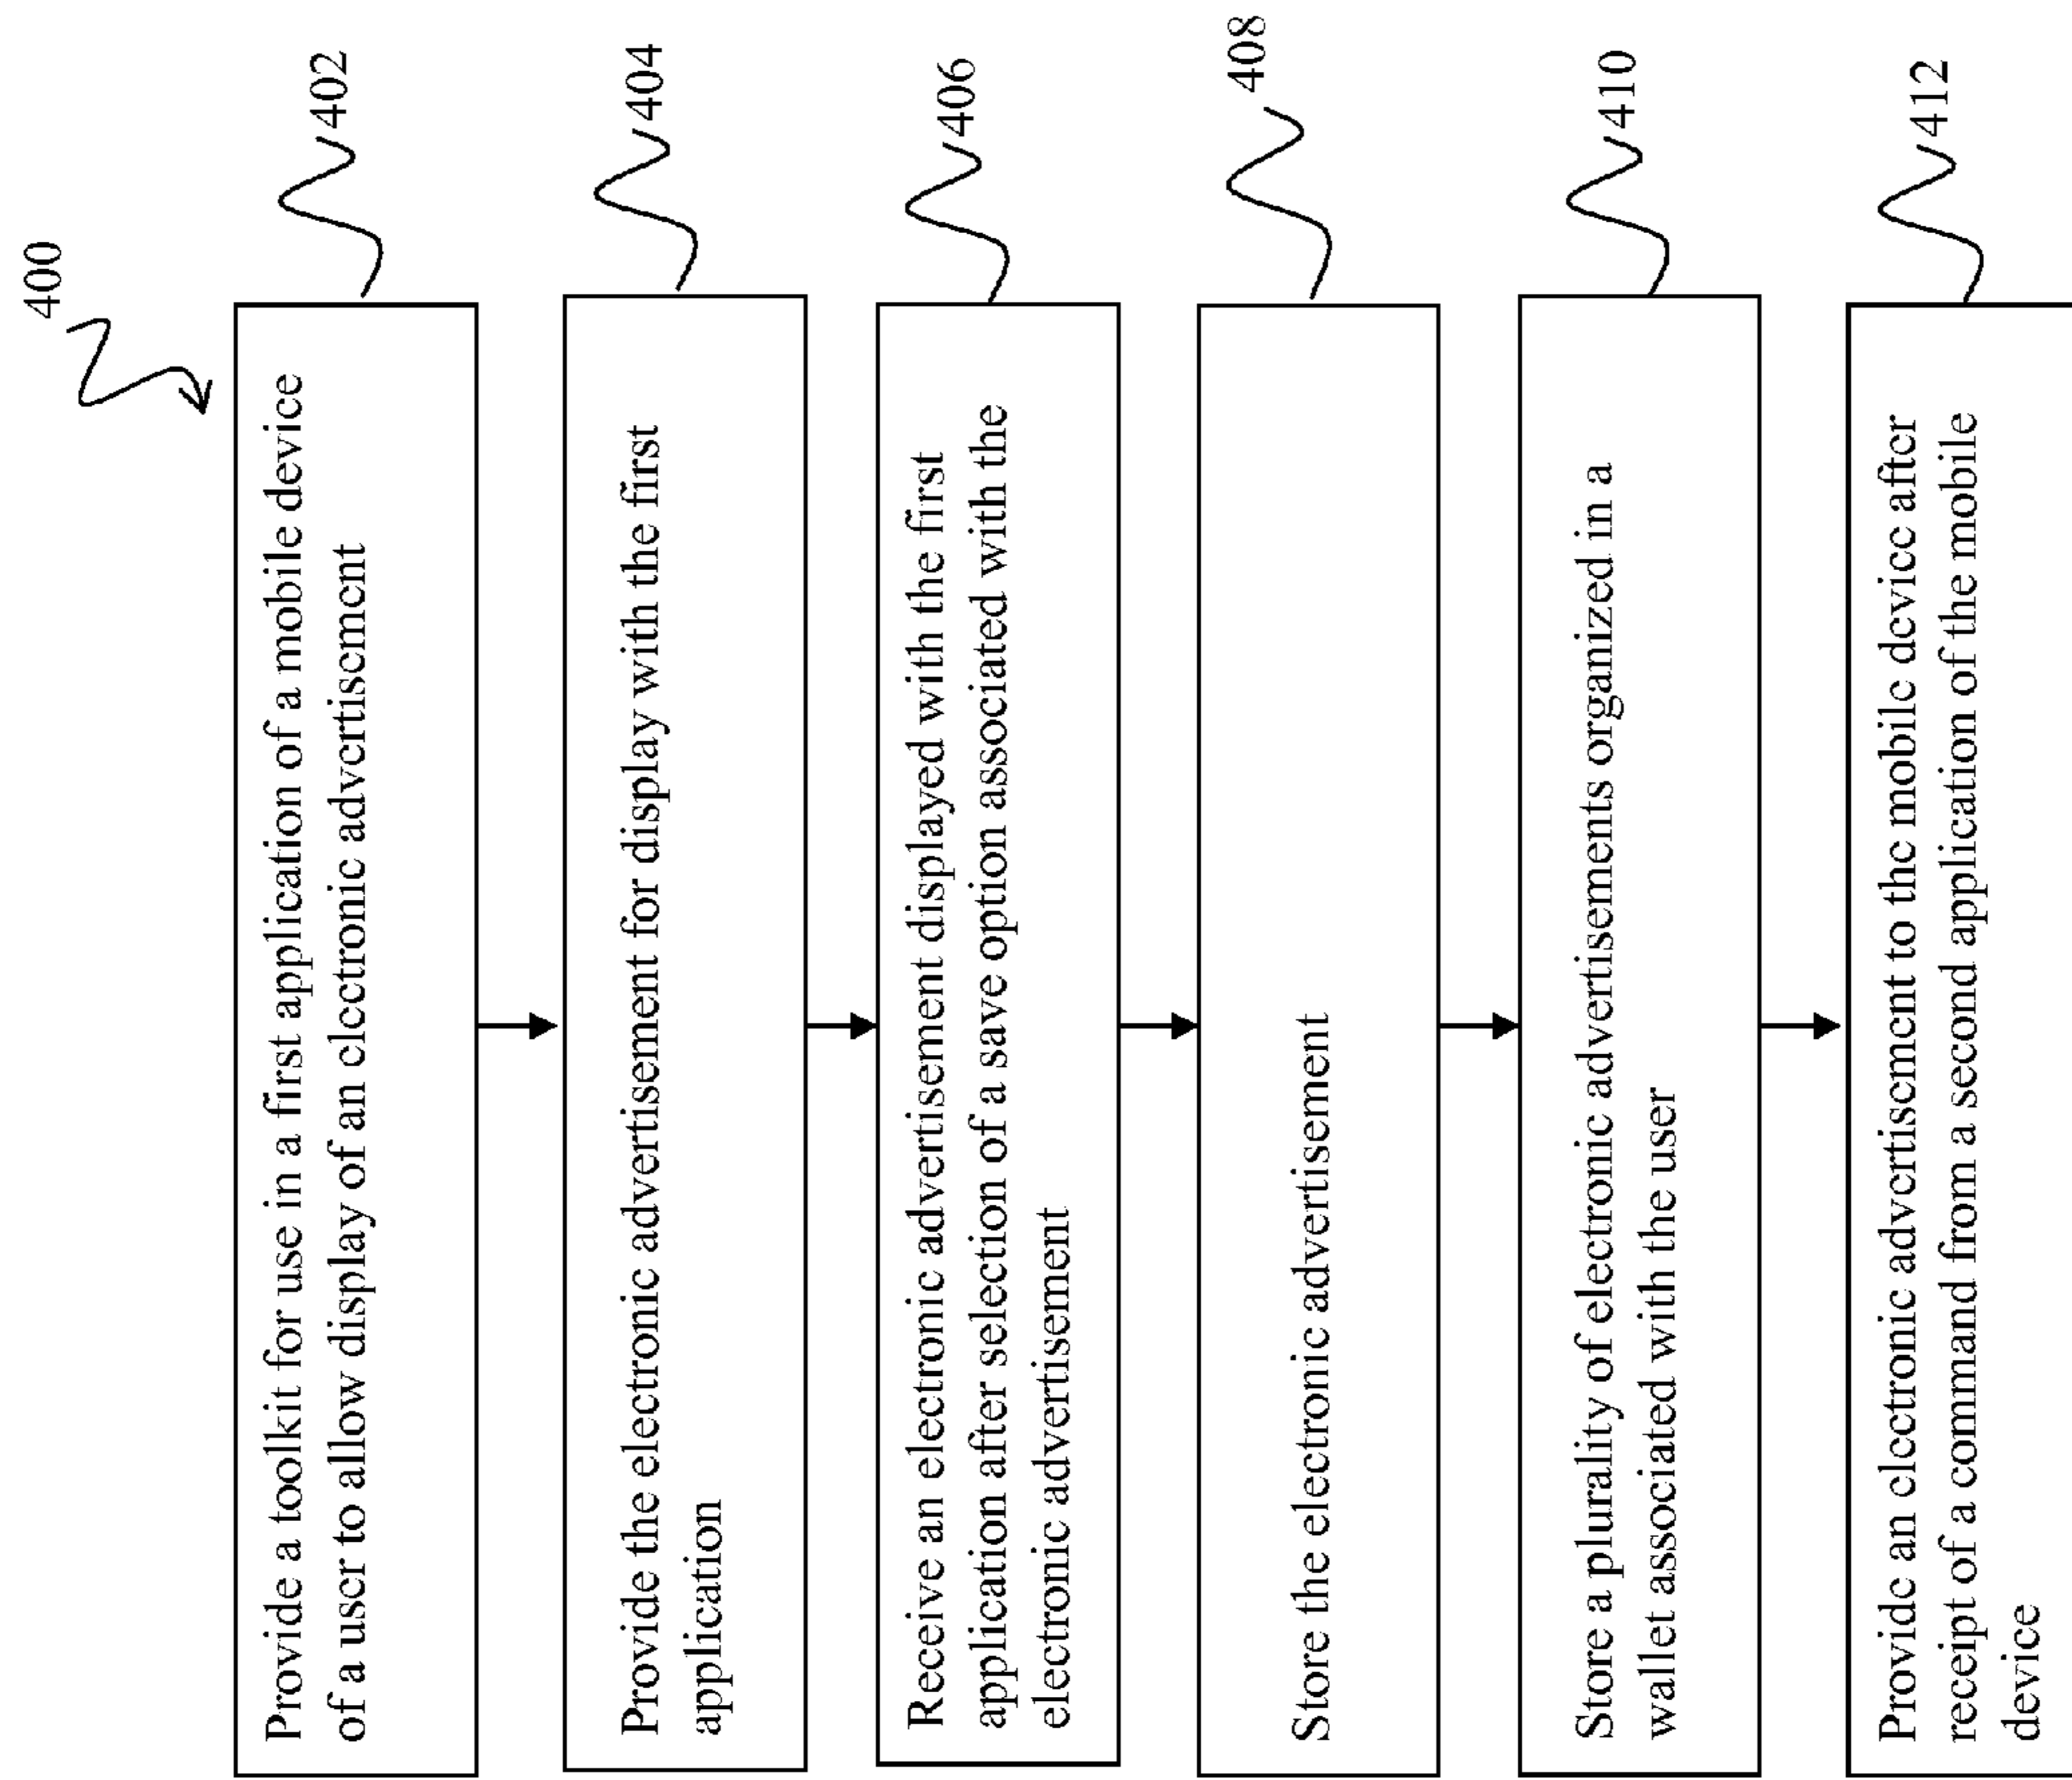 400
Provide a toolkit for use in a first application of a mobile device
of a user to allow display of an electronic advertisement
402
Provide the electronic advertisement for display with the first
application
404
Receive an electronic advertisement displayed with the first
application after selection of a save option associated with the
electronic advertisement
406
Store the electronic advertisement
408
Store a plurality of electronic advertisements organized in a
wallet associated with the user
410
Provide an electronic advertisement to the mobile device after
receipt of a command from a second application of the mobile
device
412